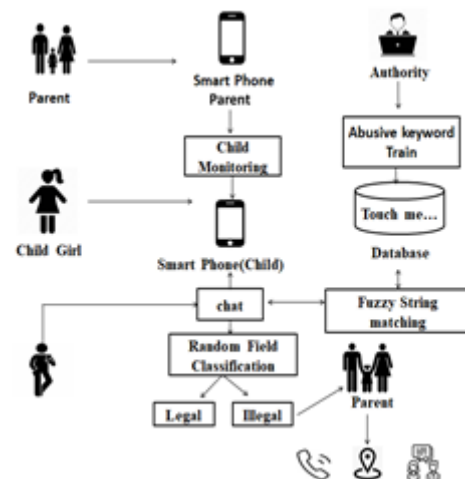 Parent
Smart Phone
Parent
Authority
Child
Monitoring
Abusive keyword
Train
Touch me...
Child Girl
Smart Phone(Child)
Database
chat
Fuzzy String
matching
Random Field
Classification
Legal
Illegal
Parent